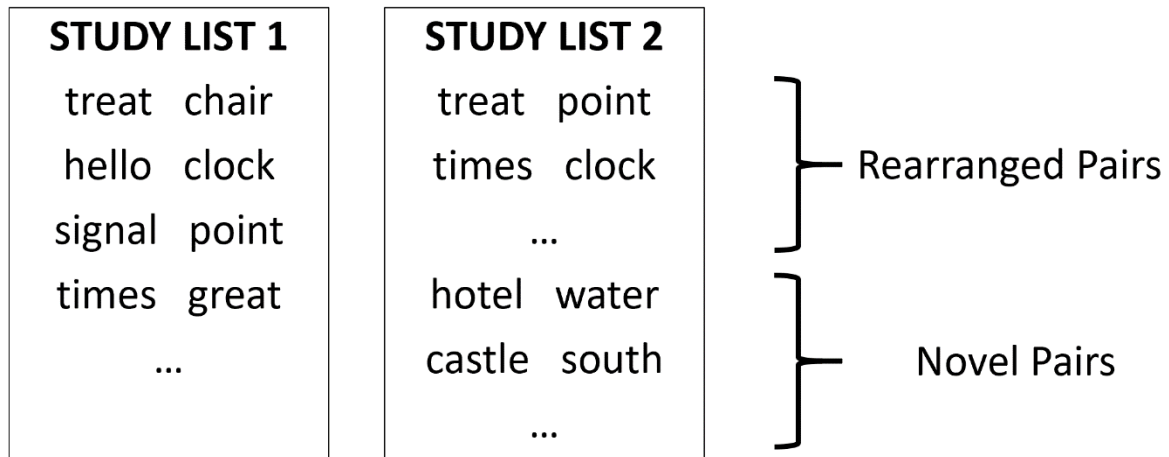 STUDY LIST 1
treat chair
hello clock
signal point
times great
...
STUDY LIST 2
treat point
times clock
...
hotel water
castle south
...
Rearranged Pairs
Novel Pairs